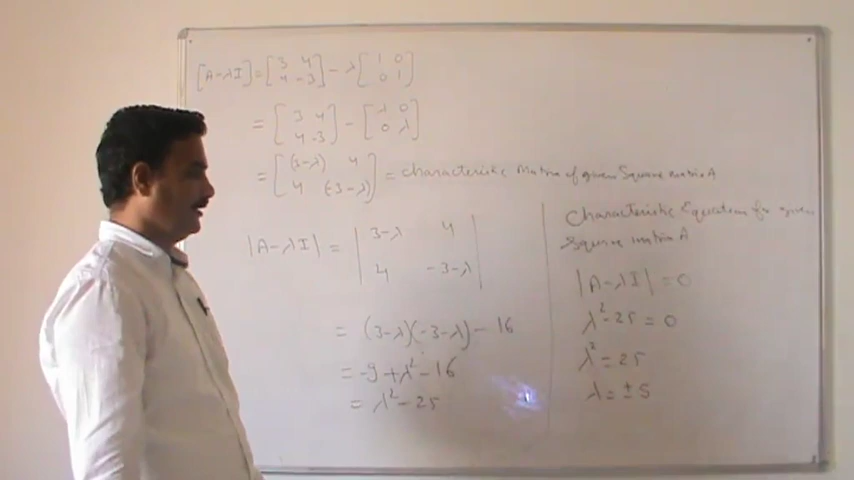 [A-λI] = [3 4 4 -3] - λ [1 0 0 1]
= [3 4 4 -3] - [λ 0 0 λ]
= [(3-λ) 4 4 (-3-λ)] = characteristic Matrix of given Square matrix A
|A-λI| = |3-λ 4 4 -3-λ|
= (3-λ)(-3-λ) - 16
= -9 + λ² - 16
= λ² - 25
Characteristic Equation for given
Square matrix A
|A-λI| = 0
λ² - 25 = 0
λ² = 25
λ = ±5